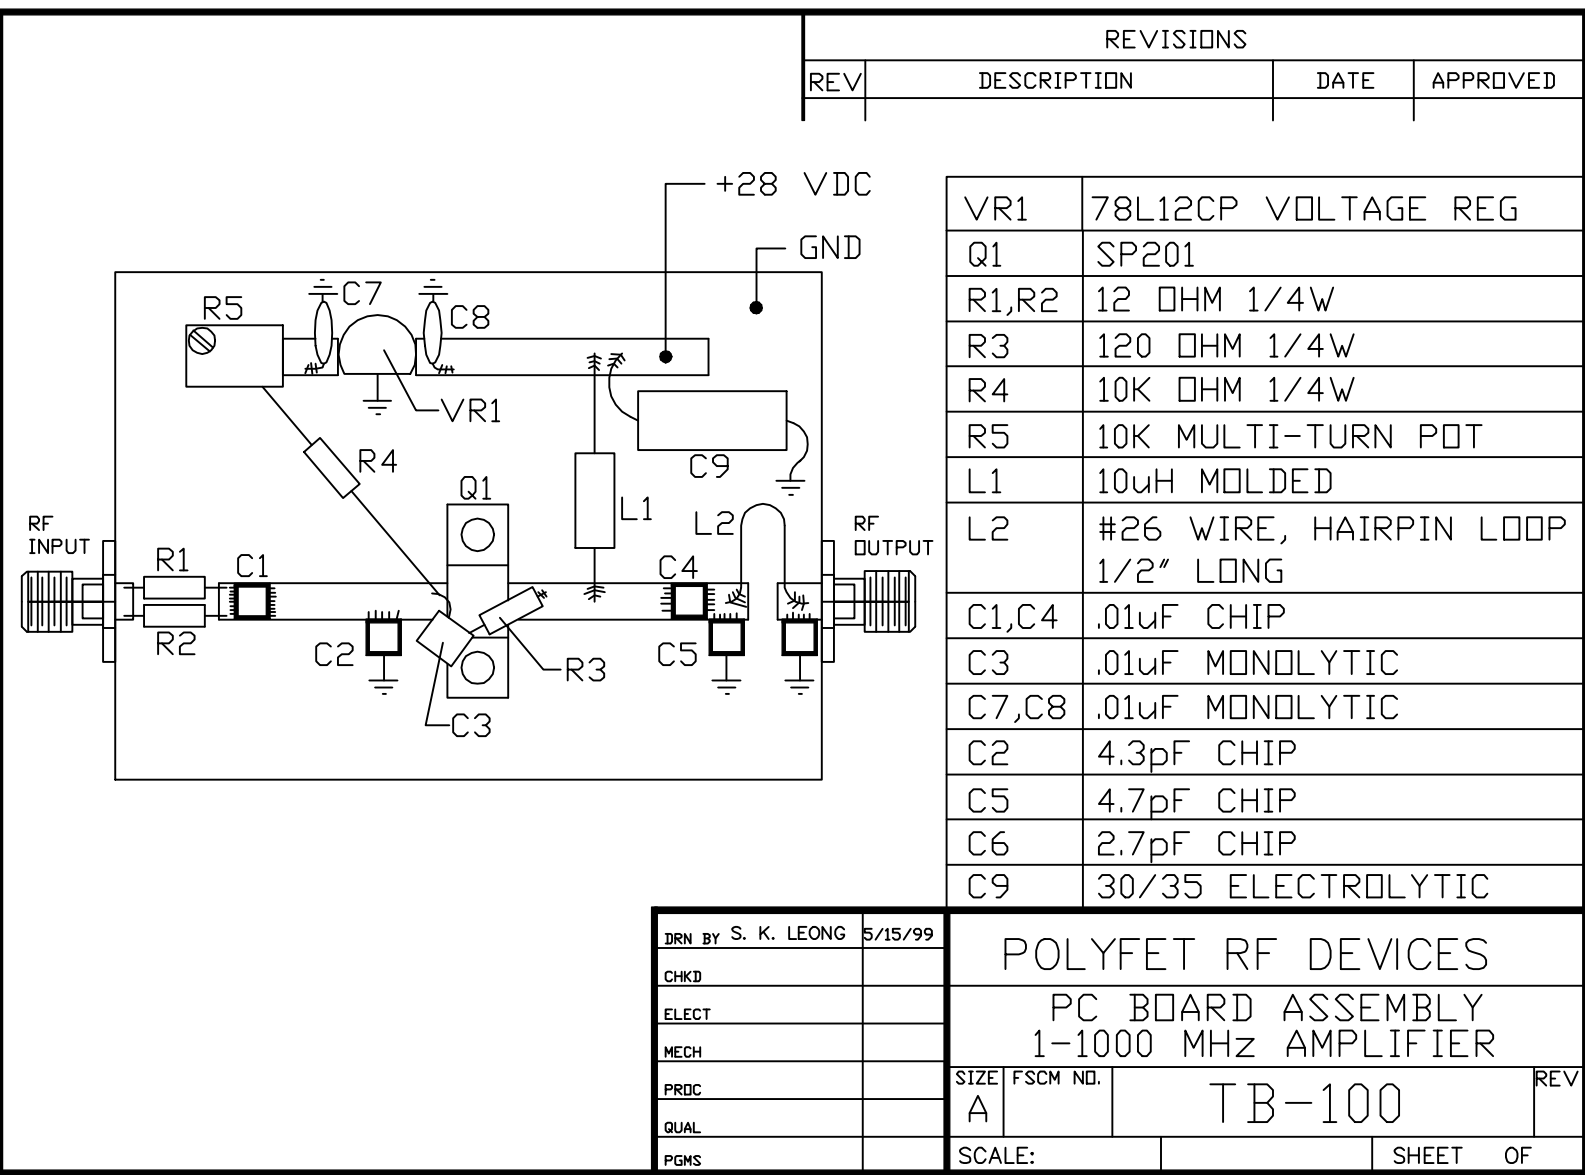 REVISIONS
REV DESCRIPTION DATE APPROVED
+28 VDC
GND
C7
R5
C8
VR1
R4
C9
Q1
L1
L2
RF
INPUT
RF
OUTPUT
R1
C1
C4
R2
C2
C5
R3
C3
VR1 78L12CP VOLTAGE REG
Q1 SP201
R1,R2 12 OHM 1/4W
R3 120 OHM 1/4W
R4 10K OHM 1/4W
R5 10K MULTI-TURN POT
L1 10uH MOLDED
L2 #26 WIRE, HAIRPIN LOOP
1/2" LONG
C1,C4 .01uF CHIP
C3 .01uF MONOLYTIC
C7,C8 .01uF MONOLYTIC
C2 4.3pF CHIP
C5 4.7pF CHIP
C6 2.7pF CHIP
C9 30/35 ELECTROLYTIC
DRN BY S. K. LEONG 5/15/99
CHKD
ELECT
MECH
PROC
QUAL
PGMS
POLYFET RF DEVICES
PC BOARD ASSEMBLY
1-1000 MHz AMPLIFIER
SIZE FSCM NO. REV
A TB-100
SCALE: SHEET OF